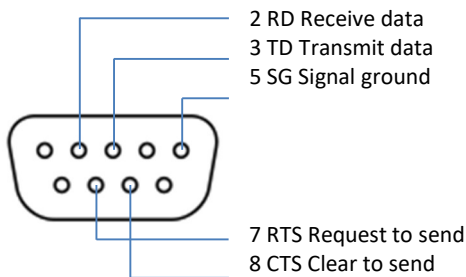 2 RD Receive data
3 TD Transmit data
5 SG Signal ground
7 RTS Request to send
8 CTS Clear to send